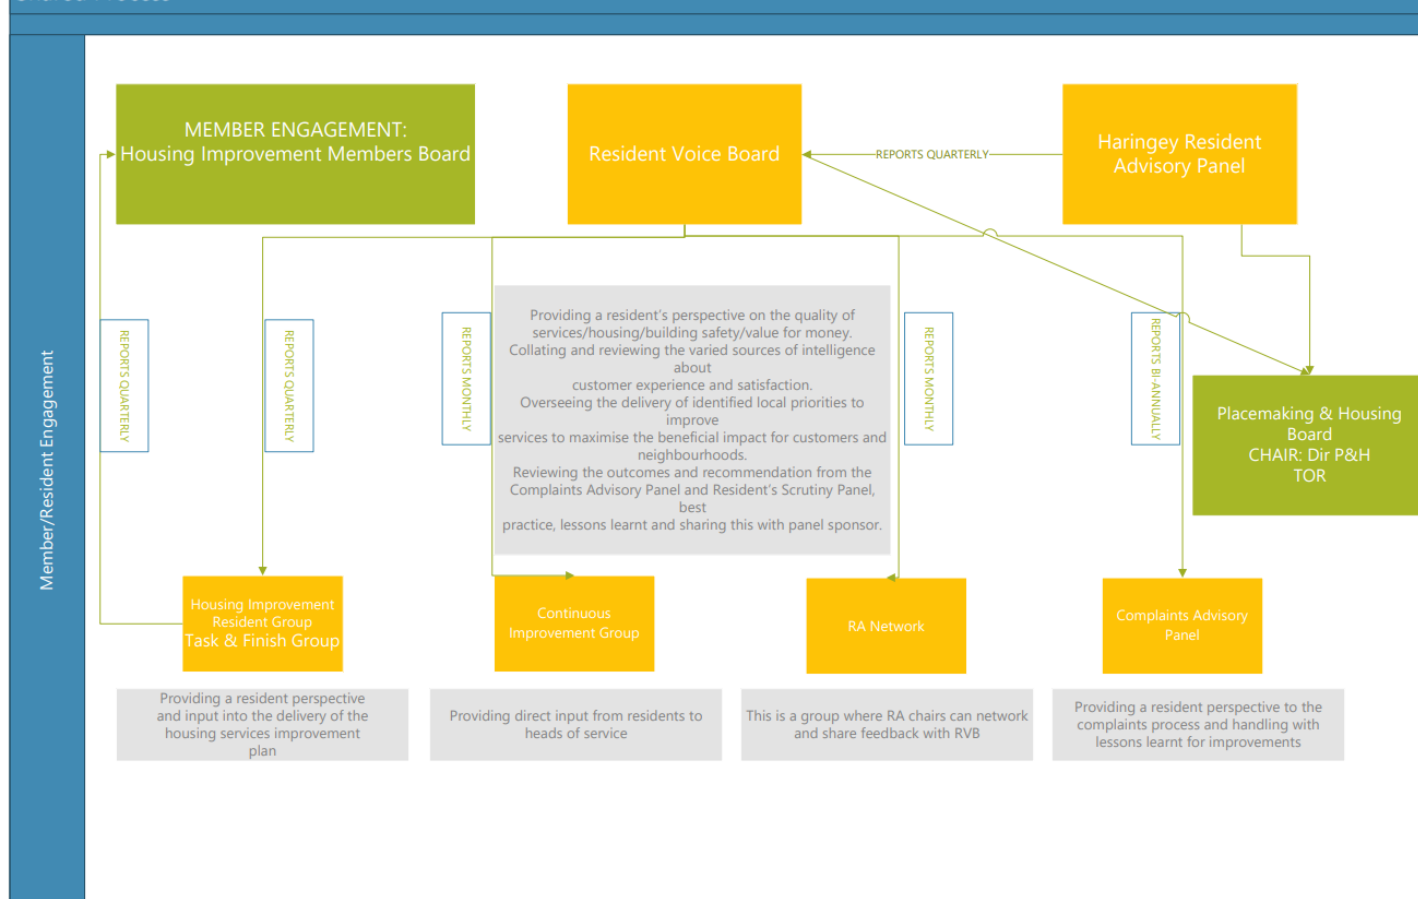 Shared Process
MEMBER ENGAGEMENT:
Housing Improvement Members Board
Resident Voice Board
REPORTS QUARTERLY
Haringey Resident
Advisory Panel
REPORTS QUARTERLY
REPORTS QUARTERLY
REPORTS MONTHLY
Providing a resident's perspective on the quality of
services/housing/building safety/value for money.
Collating and reviewing the varied sources of intelligence
about
customer experience and satisfaction.
Overseeing the delivery of identified local priorities to
improve
services to maximise the beneficial impact for customers and
neighbourhoods.
Reviewing the outcomes and recommendation from the
Complaints Advisory Panel and Resident's Scrutiny Panel,
best
practice, lessons learnt and sharing this with panel sponsor.
REPORTS MONTHLY
REPORTS BI-ANNUALLY
Placemaking & Housing
Board
CHAIR: Dir P&H
TOR
Member/Resident Engagement
Housing Improvement
Resident Group
Task & Finish Group
Continuous
Improvement Group
RA Network
Complaints Advisory
Panel
Providing a resident perspective
and input into the delivery of the
housing services improvement
plan
Providing direct input from residents to
heads of service
This is a group where RA chairs can network
and share feedback with RVB
Providing a resident perspective to the
complaints process and handling with
lessons learnt for improvements